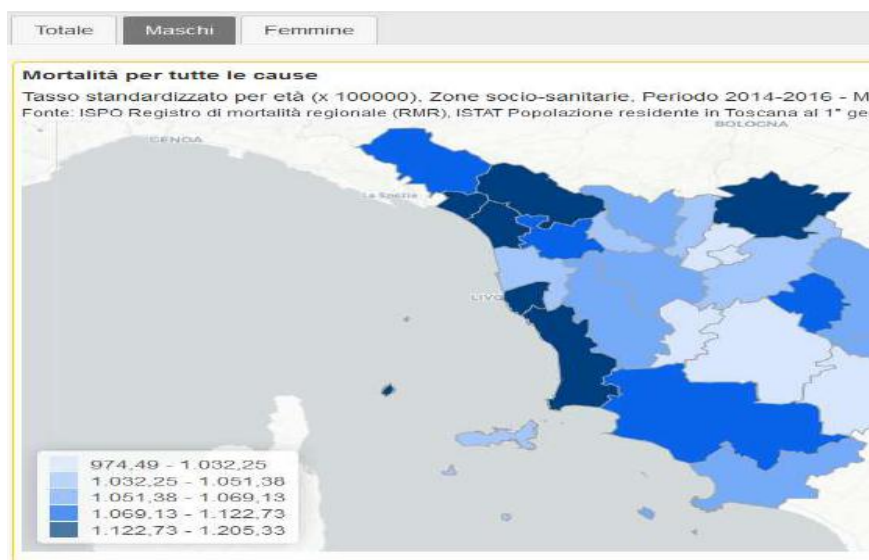 Totale Maschi Femmine
Mortalità per tutte le cause
Tasso standardizzato per età (x 100000), Zone socio-sanitarie, Periodo 2014-2016 - M
Fonte: ISPO Registro di mortalità regionale (RMR), ISTAT Popolazione residente in Toscana al 1° ge
BOLOGNA
GENOA
La Spezia
LIVO
974,49 - 1.032,25
1.032,25 - 1.051,38
1.051,38 - 1.069,13
1.069,13 - 1.122,73
1.122,73 - 1.205,33